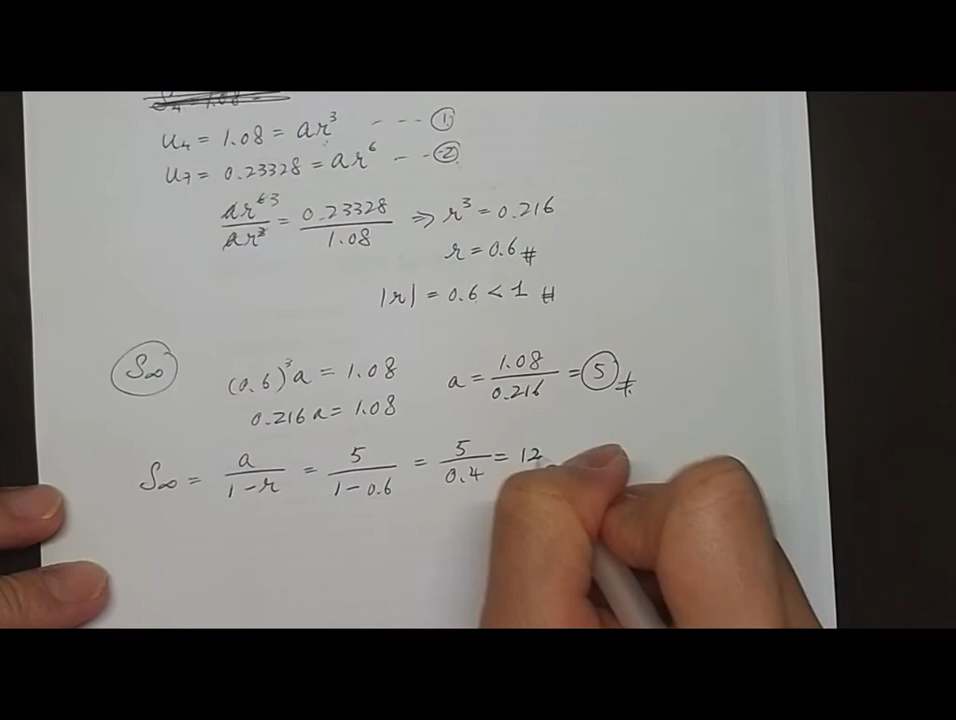 u₄ = 1.08 = ar³ --- ①
u₇ = 0.23328 = ar⁶ --- ②
ar⁶ ³ / ar³ = 0.23328 / 1.08 ⇒ r³ = 0.216
r = 0.6 #
|r| = 0.6 < 1 #
S∞ (0.6)³a = 1.08 a = 1.08 / 0.216 = 5 #
0.216a = 1.08
S∞ = a / 1-r = 5 / 1-0.6 = 5 / 0.4 = 12